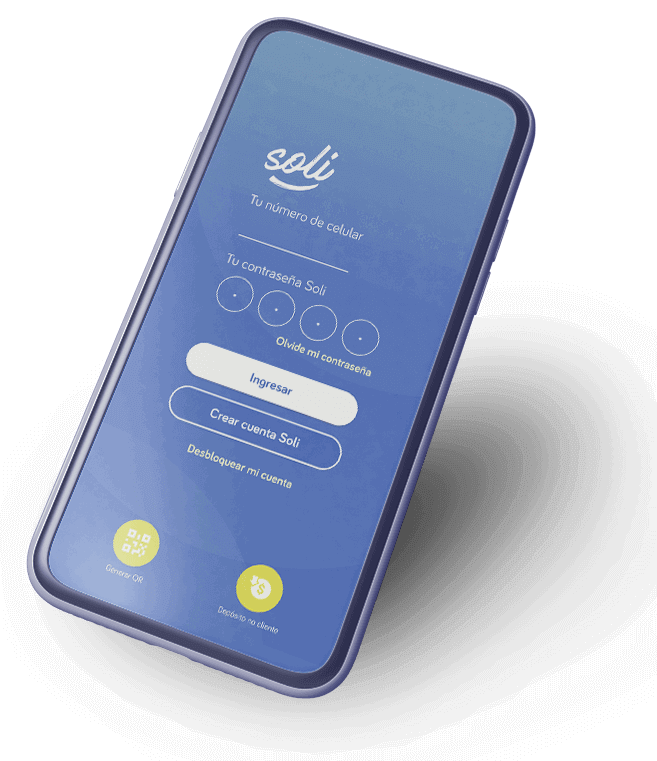 soli
Tu número de celular
Tu contraseña Soli
Olvide mi contraseña
Ingresar
Crear cuenta Soli
Desbloquear mi cuenta
Generar QR
Depósito no cliente